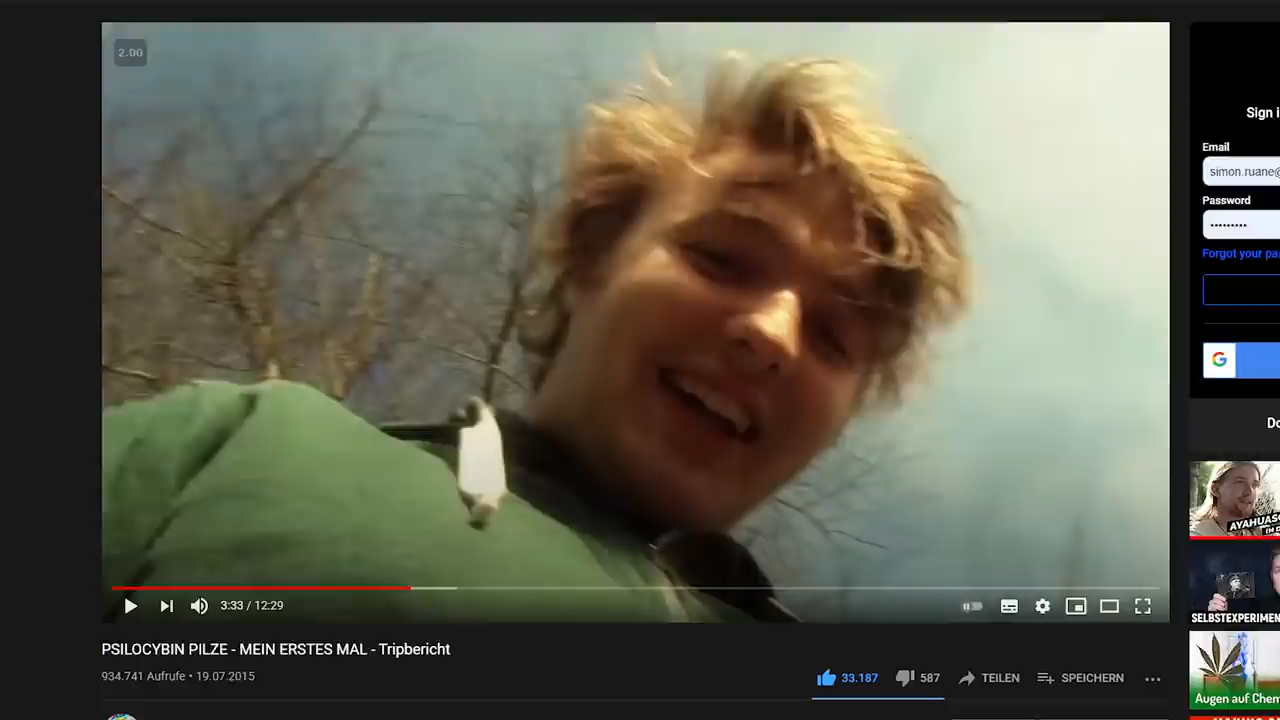 2.00
Sign i
Email
simon.ruane@
Password
Forgot your pa
G
Do
AYAHUAS
SELBSTEXPERIMEN
Augen auf Chem
3:33 / 12:29
PSILOCYBIN PILZE - MEIN ERSTES MAL - Tripbericht
934.741 Aufrufe • 19.07.2015
33.187 587 TEILEN SPEICHERN